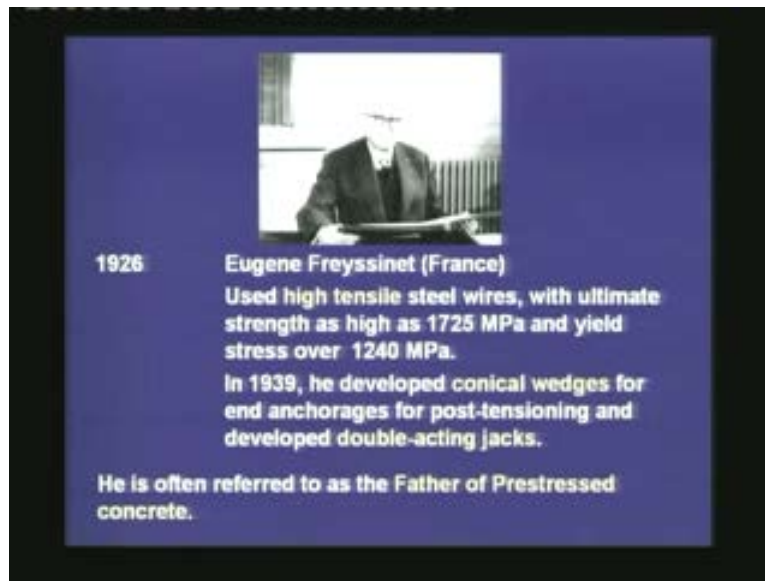 1926 Eugene Freyssinet (France)
Used high tensile steel wires, with ultimate
strength as high as 1725 MPa and yield
stress over 1240 MPa.
In 1939, he developed conical wedges for
end anchorages for post-tensioning and
developed double-acting jacks.
He is often referred to as the Father of Prestressed
concrete.